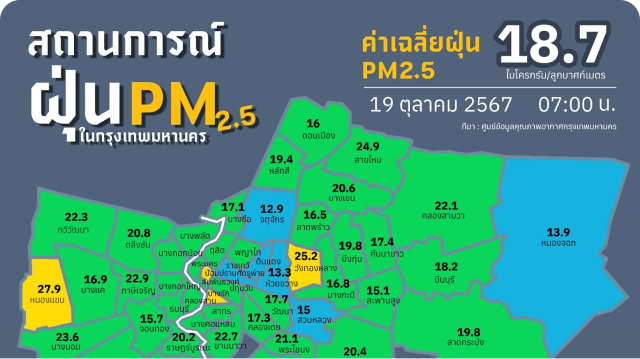 สถานการณ์
ฝุ่น PM2.5
ในกรุงเทพมหานคร
ค่าเฉลี่ยฝุ่น
PM2.5
18.7
ไมโครกรัม/ลูกบาศก์เมตร
19 ตุลาคม 2567 07:00 น.
ที่มา : ศูนย์ข้อมูลคุณภาพอากาศกรุงเทพมหานคร
16
ดอนเมือง
24.9
สายไหม
19.4
หลักสี่
20.6
บางเขน
22.1
คลองสามวา
13.9
หนองจอก
17.1
บางซื่อ
12.9
จตุจักร
16.5
ลาดพร้าว
22.3
ทวีวัฒนา
20.8
ตลิ่งชัน
บางพลัด
ดุสิต
พญาไท
ดินแดง
25.2
วังทองหลาง
19.8
บึงกุ่ม
17.4
คันนายาว
18.2
มีนบุรี
27.9
หนองแขม
16.9
บางแค
22.9
ภาษีเจริญ
บางกอกน้อย
พระนคร
ราชเทวี
ป้อมปราบศัตรูพ่าย
สัมพันธวงศ์
ปทุมวัน
13.3
ห้วยขวาง
16.8
บางกะปิ
15.1
สะพานสูง
บางกอกใหญ่
บางรัก
คลองสาน
ธนบุรี
สาทร
17.7
วัฒนา
15
สวนหลวง
23.6
บางบอน
15.7
จอมทอง
บางคอแหลม
17.3
คลองเตย
20.2
ราษฎร์บูรณะ
22.7
ยานนาวา
21.1
พระโขนง
20.4
19.8
ลาดกระบัง